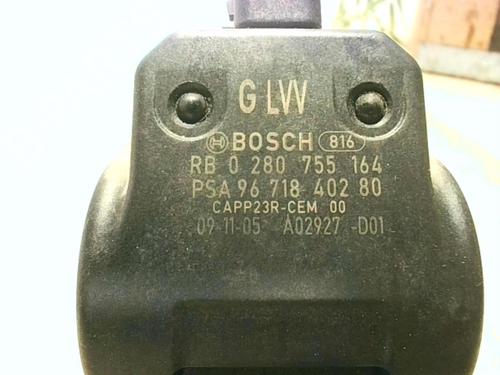 G LVV
BOSCH 816
RB 0 280 755 164
PSA 96 718 402 80
CAPP23R-CEM 00
09-11-05 A02927 -D01